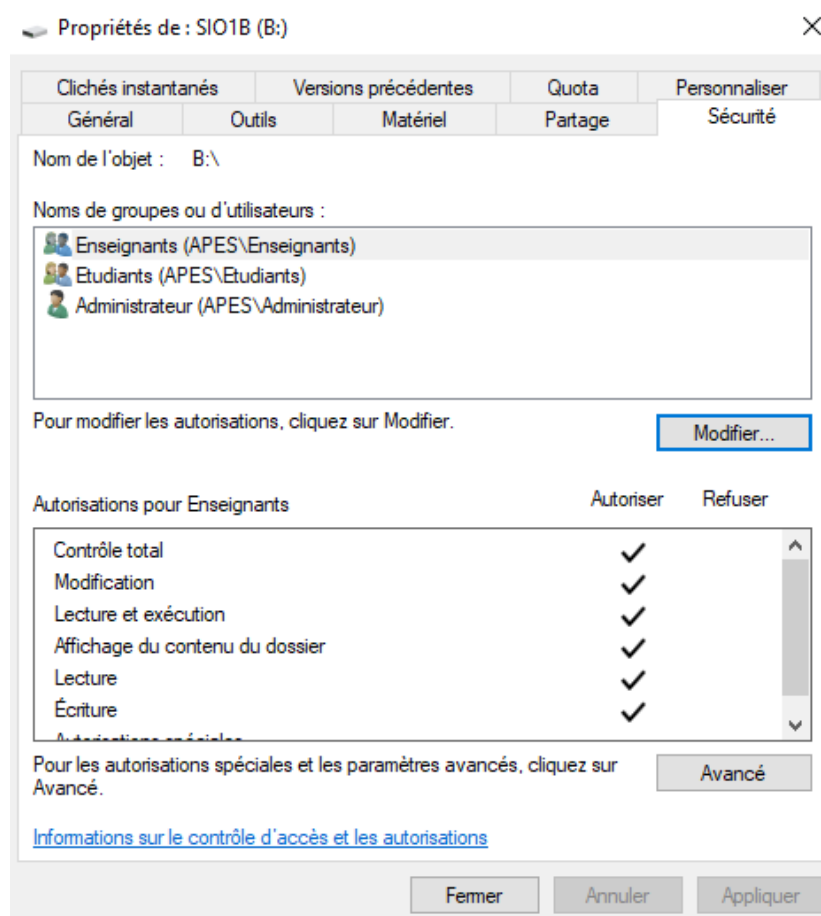 Propriétés de : SIO1B (B:)
Clichés instantanés Versions précédentes Quota Personnaliser
Général Outils Matériel Partage Sécurité
Nom de l'objet : B:\
Noms de groupes ou d'utilisateurs :
Enseignants (APES\Enseignants)
Etudiants (APES\Etudiants)
Administrateur (APES\Administrateur)
Pour modifier les autorisations, cliquez sur Modifier.
Modifier...
Autorisations pour Enseignants Autoriser Refuser
Contrôle total
Modification
Lecture et exécution
Affichage du contenu du dossier
Lecture
Écriture
Autorisations spéciales
Pour les autorisations spéciales et les paramètres avancés, cliquez sur
Avancé.
Avancé
Informations sur le contrôle d'accès et les autorisations
Fermer Annuler Appliquer